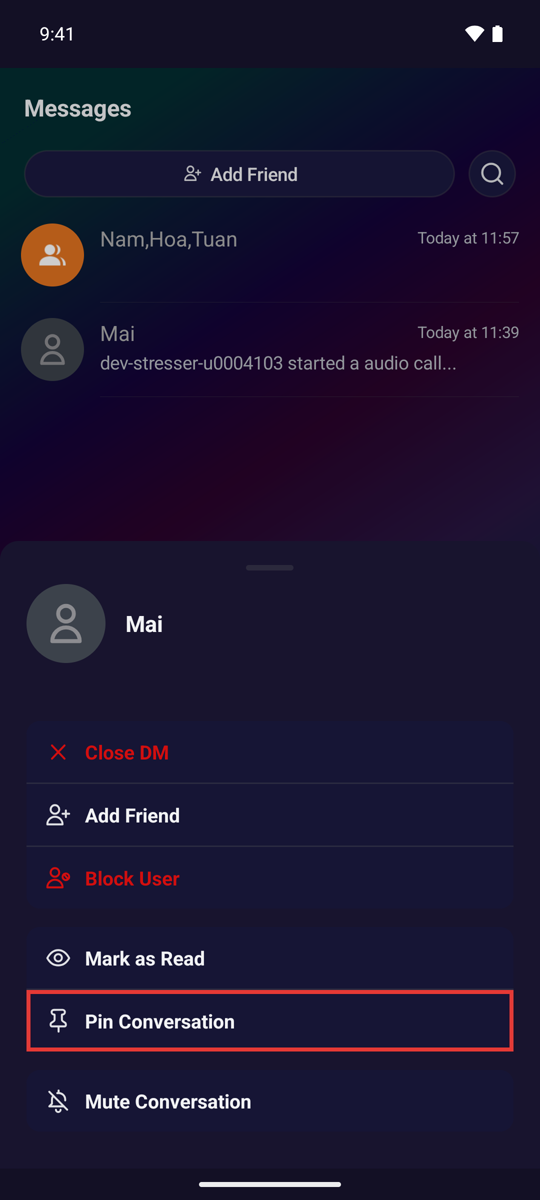 9:41
Messages
Add Friend
Nam,Hoa,Tuan
Today at 11:57
Mai
Today at 11:39
dev-stresser-u0004103 started a audio call...
Mai
Close DM
Add Friend
Block User
Mark as Read
Pin Conversation
Mute Conversation